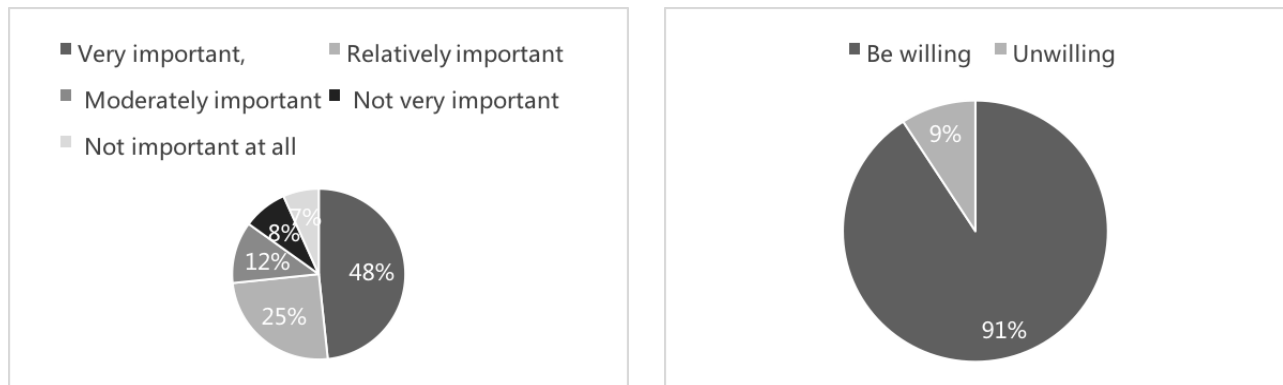 Very important, Relatively important
Moderately important Not very important
Not important at all
7%
8%
12%
48%
25%
Be willing Unwilling
9%
91%